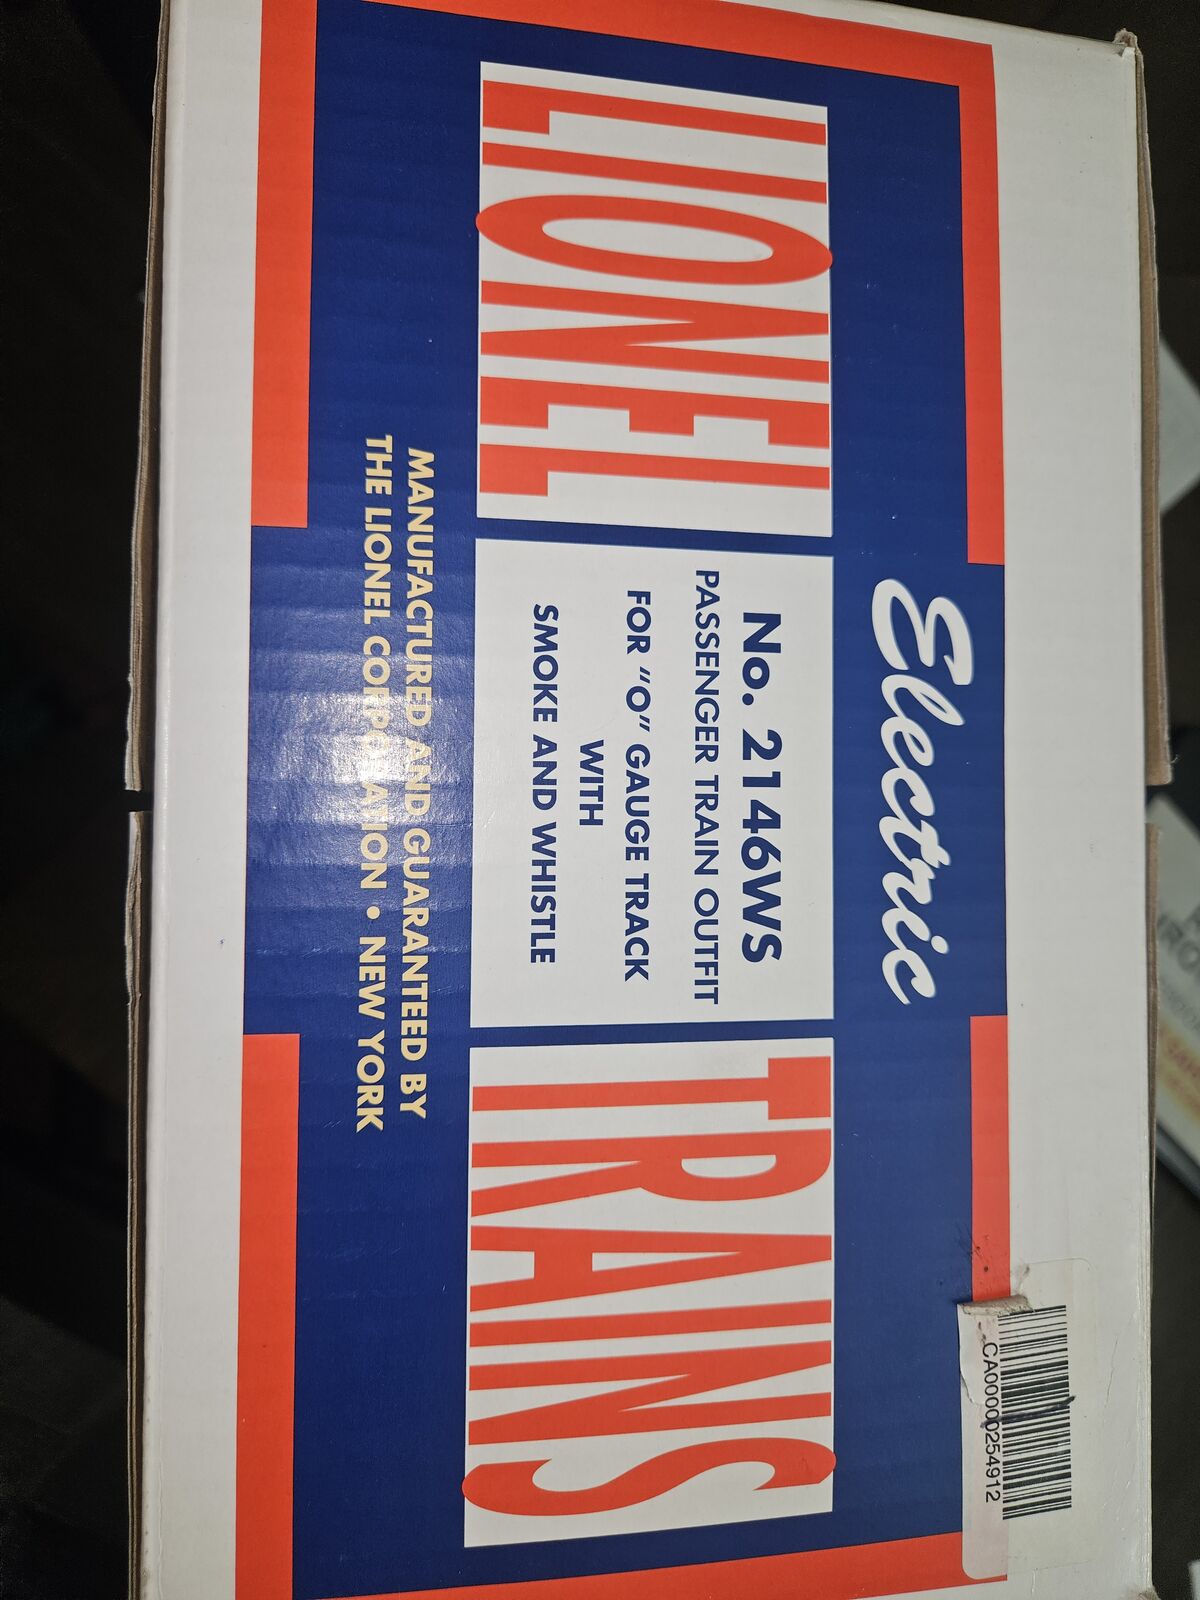 Electric
LIONEL
No. 2146WS
PASSENGER TRAIN OUTFIT
FOR "O" GAUGE TRACK
WITH
SMOKE AND WHISTLE
TRAINS
MANUFACTURED AND GUARANTEED BY
THE LIONEL CORPORATION • NEW YORK
CA0000254912